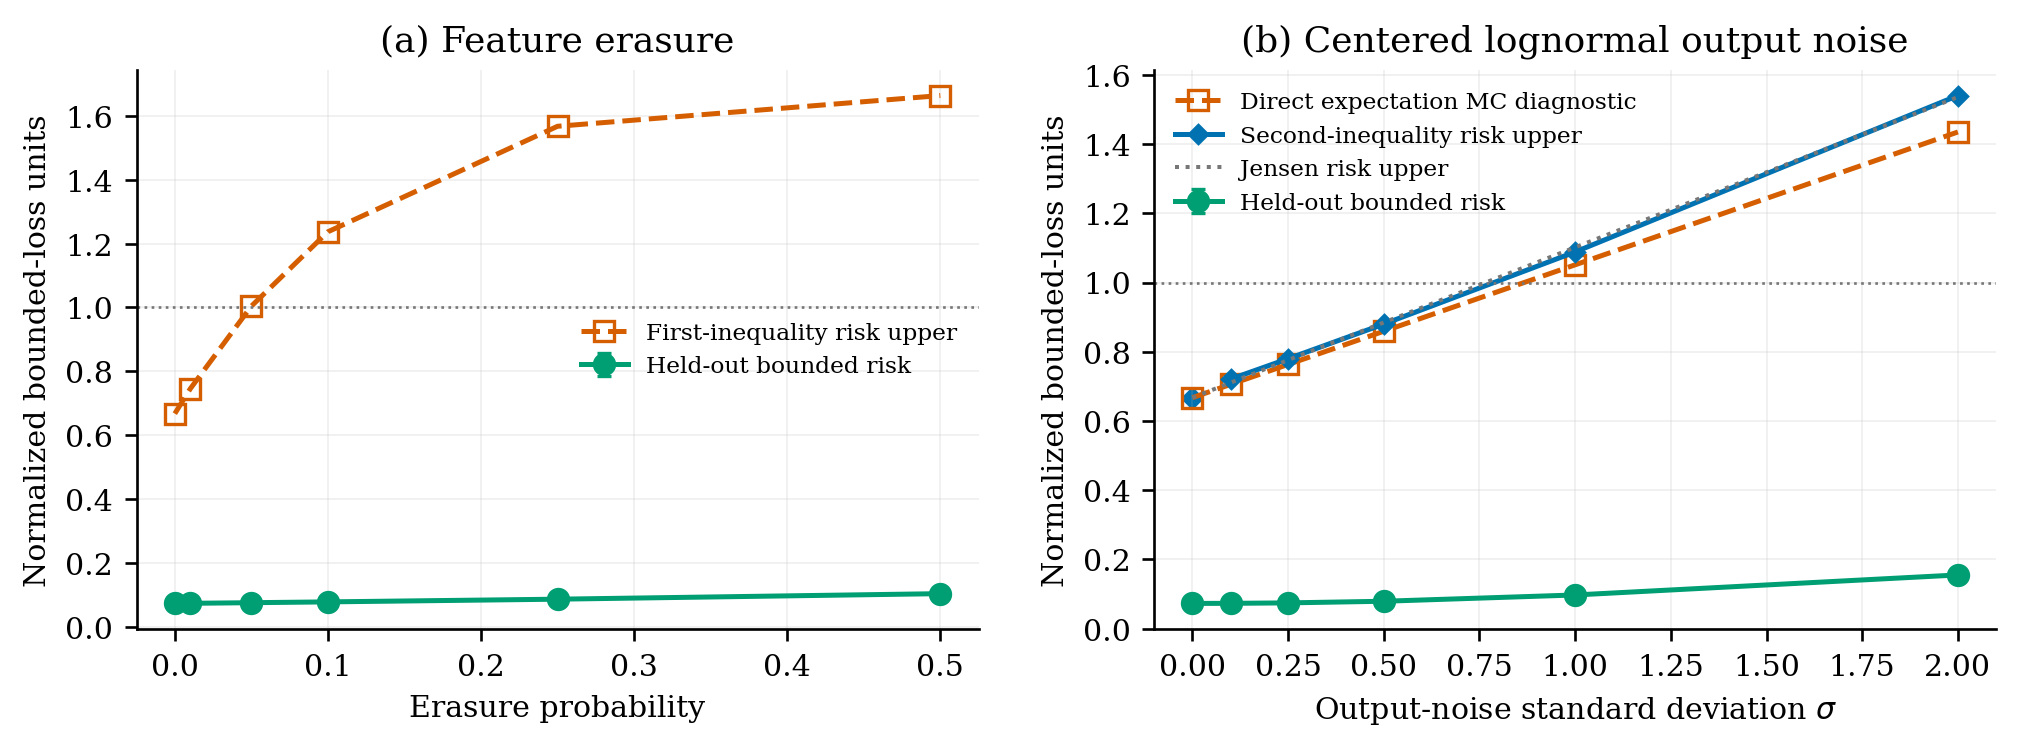 (a) Feature erasure
Normalized bounded-loss units
1.6
1.4
1.2
1.0
0.8
0.6
0.4
0.2
0.0
First-inequality risk upper
Held-out bounded risk
0.0 0.1 0.2 0.3 0.4 0.5
Erasure probability
(b) Centered lognormal output noise
Normalized bounded-loss units
1.6
1.4
1.2
1.0
0.8
0.6
0.4
0.2
0.0
Direct expectation MC diagnostic
Second-inequality risk upper
Jensen risk upper
Held-out bounded risk
0.00 0.25 0.50 0.75 1.00 1.25 1.50 1.75 2.00
Output-noise standard deviation σ